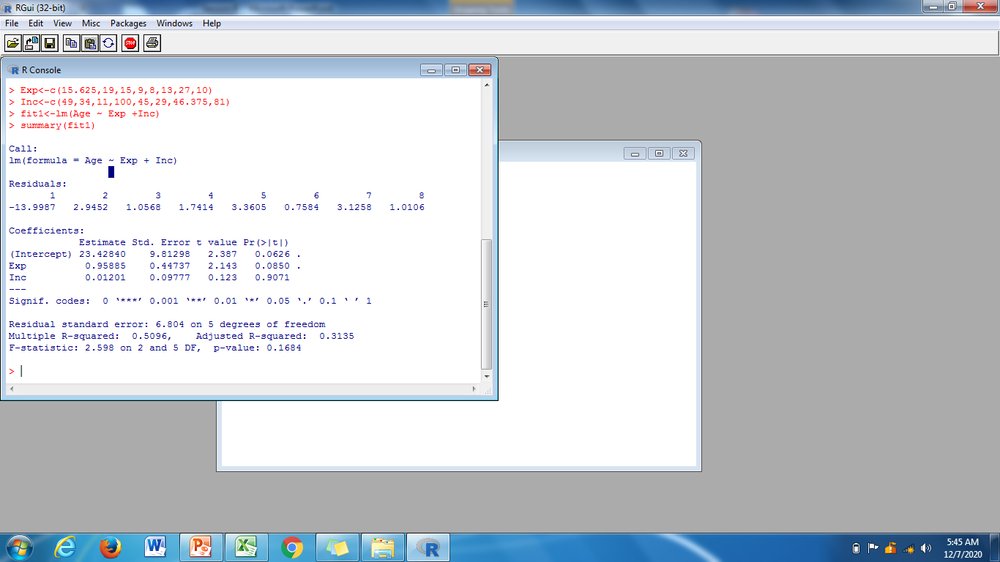 RGui (32-bit)
File Edit View Misc Packages Windows Help
STOP
R Console
> Exp<-c(15.625,19,15,9,8,13,27,10)
> Inc<-c(49,34,11,100,45,29,46.375,81)
> fit1<-lm(Age ~ Exp +Inc)
> summary(fit1)
Call:
lm(formula = Age ~ Exp + Inc)
Residuals:
1 2 3 4 5 6 7 8
-13.9987 2.9452 1.0568 1.7414 3.3605 0.7584 3.1258 1.0106
Coefficients:
Estimate Std. Error t value Pr(>|t|)
(Intercept) 23.42840 9.81298 2.387 0.0626 .
Exp 0.95885 0.44737 2.143 0.0850 .
Inc 0.01201 0.09777 0.123 0.9071
---
Signif. codes: 0 ‘***’ 0.001 ‘**’ 0.01 ‘*’ 0.05 ‘.’ 0.1 ‘ ’ 1
Residual standard error: 6.804 on 5 degrees of freedom
Multiple R-squared: 0.5096, Adjusted R-squared: 0.3135
F-statistic: 2.598 on 2 and 5 DF, p-value: 0.1684
>
5:45 AM
12/7/2020